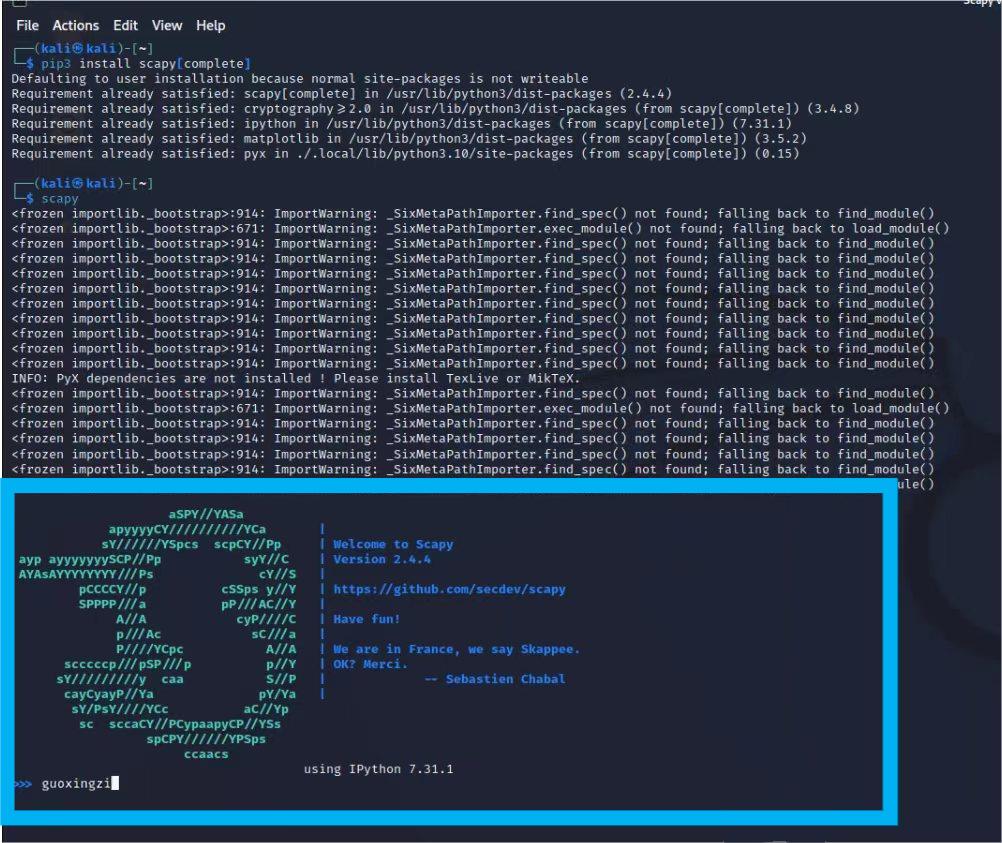 Scapy v
File Actions Edit View Help
┌──(kali㉿kali)-[~]
└─$ pip3 install scapy[complete]
Defaulting to user installation because normal site-packages is not writeable
Requirement already satisfied: scapy[complete] in /usr/lib/python3/dist-packages (2.4.4)
Requirement already satisfied: cryptography≥2.0 in /usr/lib/python3/dist-packages (from scapy[complete]) (3.4.8)
Requirement already satisfied: ipython in /usr/lib/python3/dist-packages (from scapy[complete]) (7.31.1)
Requirement already satisfied: matplotlib in /usr/lib/python3/dist-packages (from scapy[complete]) (3.5.2)
Requirement already satisfied: pyx in ./.local/lib/python3.10/site-packages (from scapy[complete]) (0.15)
┌──(kali㉿kali)-[~]
└─$ scapy
<frozen importlib._bootstrap>:914: ImportWarning: _SixMetaPathImporter.find_spec() not found; falling back to find_module()
<frozen importlib._bootstrap>:671: ImportWarning: _SixMetaPathImporter.exec_module() not found; falling back to load_module()
<frozen importlib._bootstrap>:914: ImportWarning: _SixMetaPathImporter.find_spec() not found; falling back to find_module()
<frozen importlib._bootstrap>:914: ImportWarning: _SixMetaPathImporter.find_spec() not found; falling back to find_module()
<frozen importlib._bootstrap>:914: ImportWarning: _SixMetaPathImporter.find_spec() not found; falling back to find_module()
<frozen importlib._bootstrap>:914: ImportWarning: _SixMetaPathImporter.find_spec() not found; falling back to find_module()
<frozen importlib._bootstrap>:914: ImportWarning: _SixMetaPathImporter.find_spec() not found; falling back to find_module()
<frozen importlib._bootstrap>:914: ImportWarning: _SixMetaPathImporter.find_spec() not found; falling back to find_module()
<frozen importlib._bootstrap>:914: ImportWarning: _SixMetaPathImporter.find_spec() not found; falling back to find_module()
<frozen importlib._bootstrap>:914: ImportWarning: _SixMetaPathImporter.find_spec() not found; falling back to find_module()
<frozen importlib._bootstrap>:914: ImportWarning: _SixMetaPathImporter.find_spec() not found; falling back to find_module()
INFO: PyX dependencies are not installed ! Please install TexLive or MikTeX.
<frozen importlib._bootstrap>:914: ImportWarning: _SixMetaPathImporter.find_spec() not found; falling back to find_module()
<frozen importlib._bootstrap>:671: ImportWarning: _SixMetaPathImporter.exec_module() not found; falling back to load_module()
<frozen importlib._bootstrap>:914: ImportWarning: _SixMetaPathImporter.find_spec() not found; falling back to find_module()
<frozen importlib._bootstrap>:914: ImportWarning: _SixMetaPathImporter.find_spec() not found; falling back to find_module()
<frozen importlib._bootstrap>:914: ImportWarning: _SixMetaPathImporter.find_spec() not found; falling back to find_module()
<frozen importlib._bootstrap>:914: ImportWarning: _SixMetaPathImporter.find_spec() not found; falling back to find_module()
ule()
                     aSPY//YASa
             apyyyyCY//////////YCa       |
            sY//////YSpcs  scpCY//Pp     | Welcome to Scapy
 ayp ayyyyyyySCP//Pp           syY//C    | Version 2.4.4
 AYAsAYYYYYYYY///Ps              cY//S   |
         pCCCCY//p          cSSps y//Y   | https://github.com/secdev/scapy
         SPPPP///a          pP///AC//Y   |
              A//A            cyP////C   | Have fun!
              p///Ac            sC///a   |
              P////YCpc           A//A   | We are in France, we say Skappee.
       scccccp///pSP///p          p//Y   | OK? Merci.
      sY/////////y  caa           S//P   |             -- Sebastien Chabal
       cayCyayP//Ya              pY/Ya   |
        sY/PsY////YCc          aC//Yp
         sc  sccaCY//PCypaapyCP//YSs
                  spCPY//////YPSps
                       ccaacs
using IPython 7.31.1
>>> guoxingzi